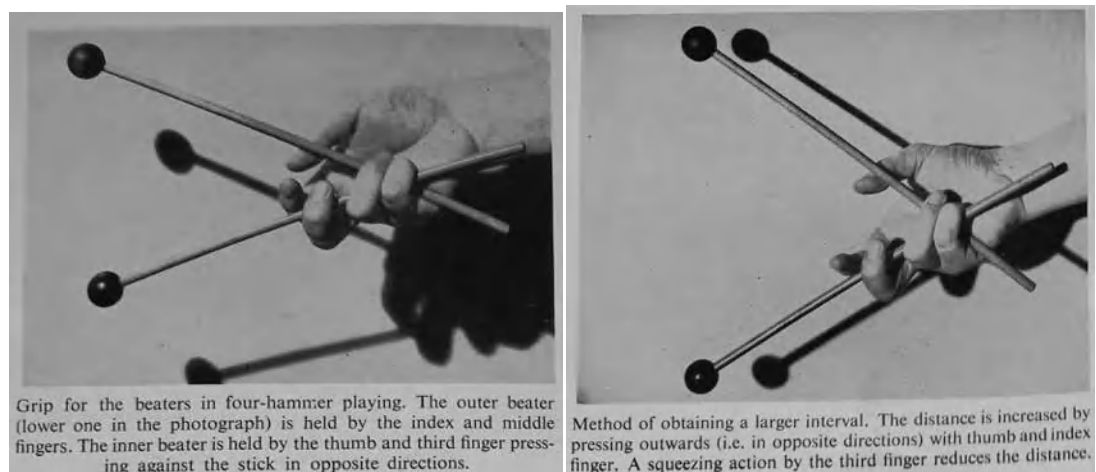 Grip for the beaters in four-hammer playing. The outer beater
(lower one in the photograph) is held by the index and middle
fingers. The inner beater is held by the thumb and third finger press-
ing against the stick in opposite directions.
Method of obtaining a larger interval. The distance is increased by
pressing outwards (i.e. in opposite directions) with thumb and index
finger. A squeezing action by the third finger reduces the distance.